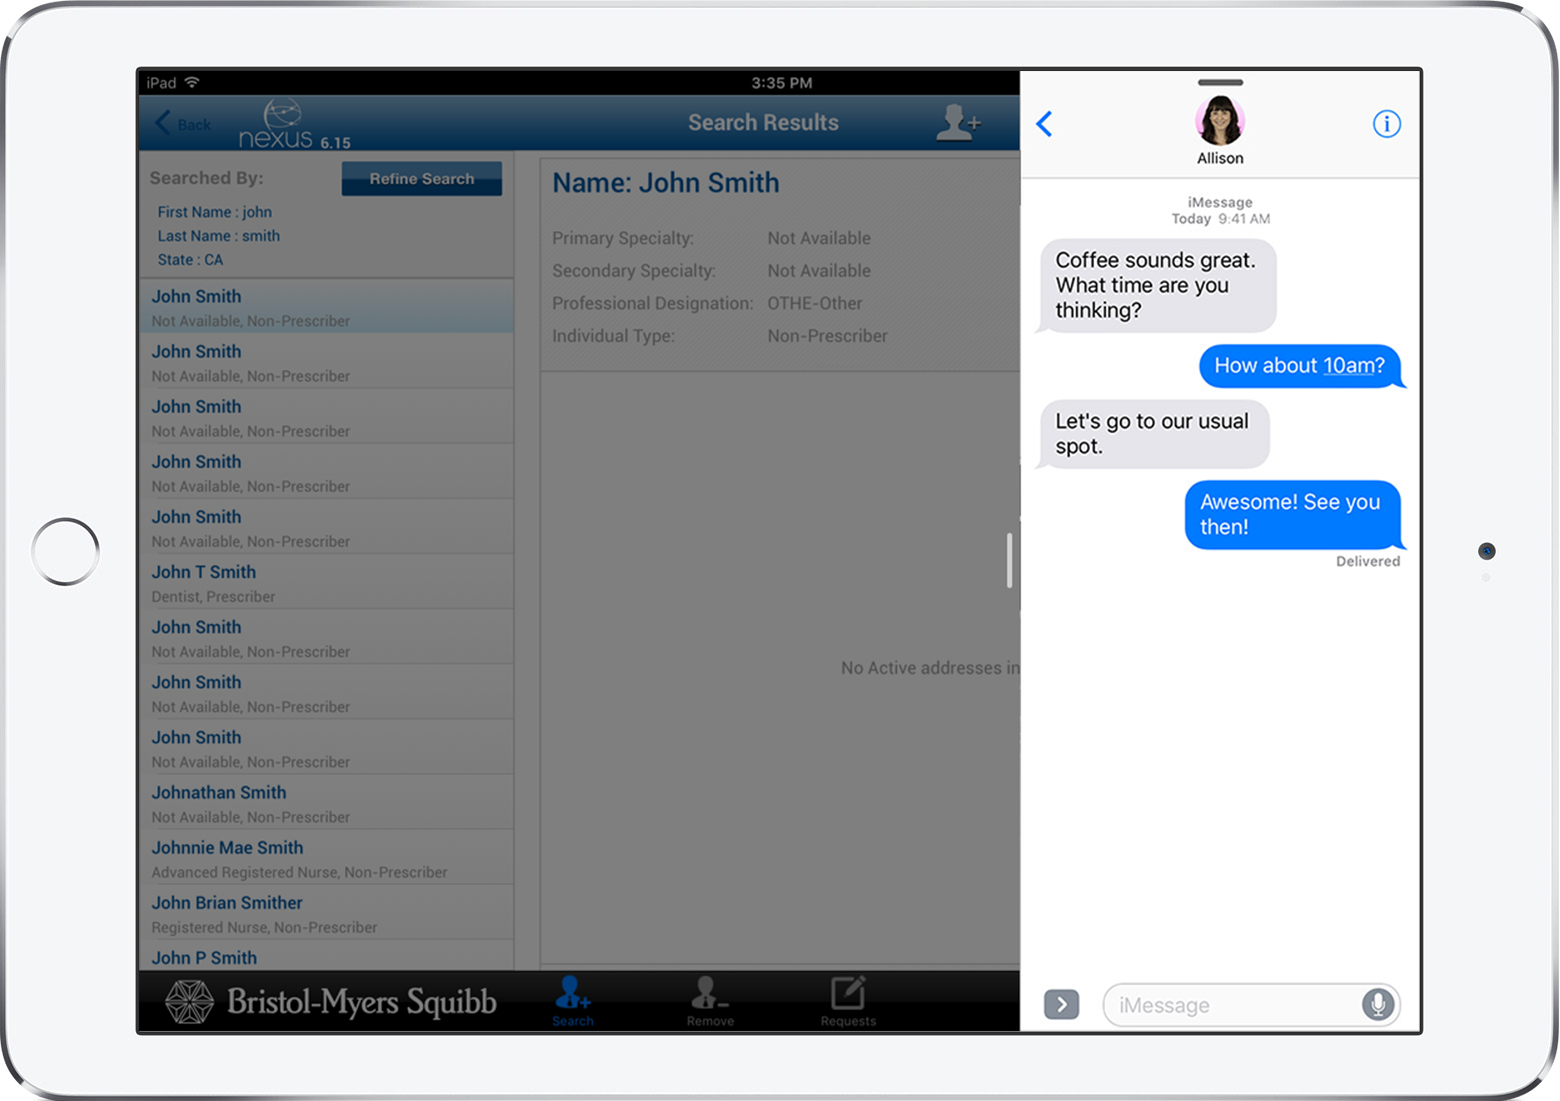 iPad
3:35 PM
Back
nexus 6.15
Search Results
Searched By:
Refine Search
First Name : john
Last Name : smith
State : CA
John Smith
Not Available, Non-Prescriber
John Smith
Not Available, Non-Prescriber
John Smith
Not Available, Non-Prescriber
John Smith
Not Available, Non-Prescriber
John Smith
Not Available, Non-Prescriber
John T Smith
Dentist, Prescriber
John Smith
Not Available, Non-Prescriber
John Smith
Not Available, Non-Prescriber
John Smith
Not Available, Non-Prescriber
Johnathan Smith
Not Available, Non-Prescriber
Johnnie Mae Smith
Advanced Registered Nurse, Non-Prescriber
John Brian Smither
Registered Nurse, Non-Prescriber
John P Smith
Name: John Smith
Primary Specialty: Not Available
Secondary Specialty: Not Available
Professional Designation: OTHE-Other
Individual Type: Non-Prescriber
No Active addresses in
Bristol-Myers Squibb
Search
Remove
Requests
Allison
iMessage
Today 9:41 AM
Coffee sounds great.
What time are you
thinking?
How about 10am?
Let's go to our usual
spot.
Awesome! See you
then!
Delivered
iMessage